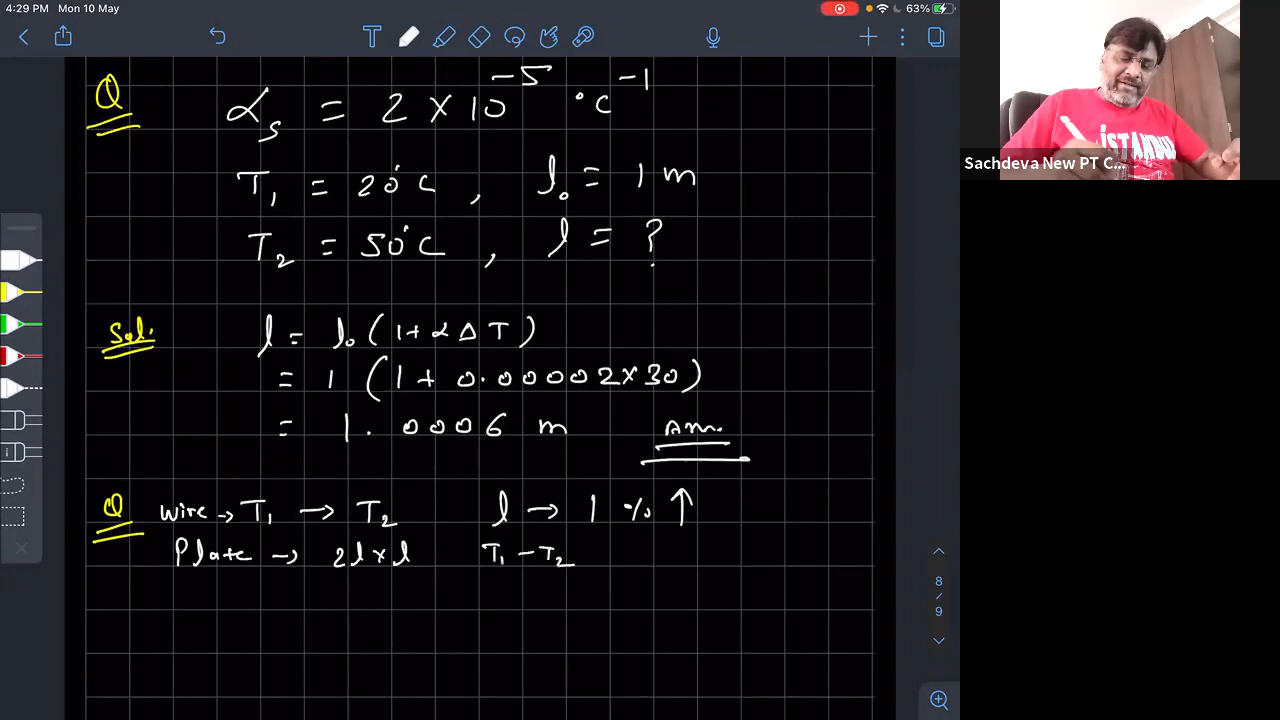 4:29 PM Mon 10 May
63%
Q αs = 2 × 10^-5 °C^-1
T1 = 20°C , l0 = 1 m
T2 = 50°C , l = ?
Sol. l = l0 (1 + α Δ T)
= 1 (1 + 0.00002 × 30)
= 1.0006 m Ans.
Q Wire → T1 → T2 l → 1 % ↑
Plate → 2l × l T1 - T2
8
/
9
İSTANBUL
Sachdeva New PT C...